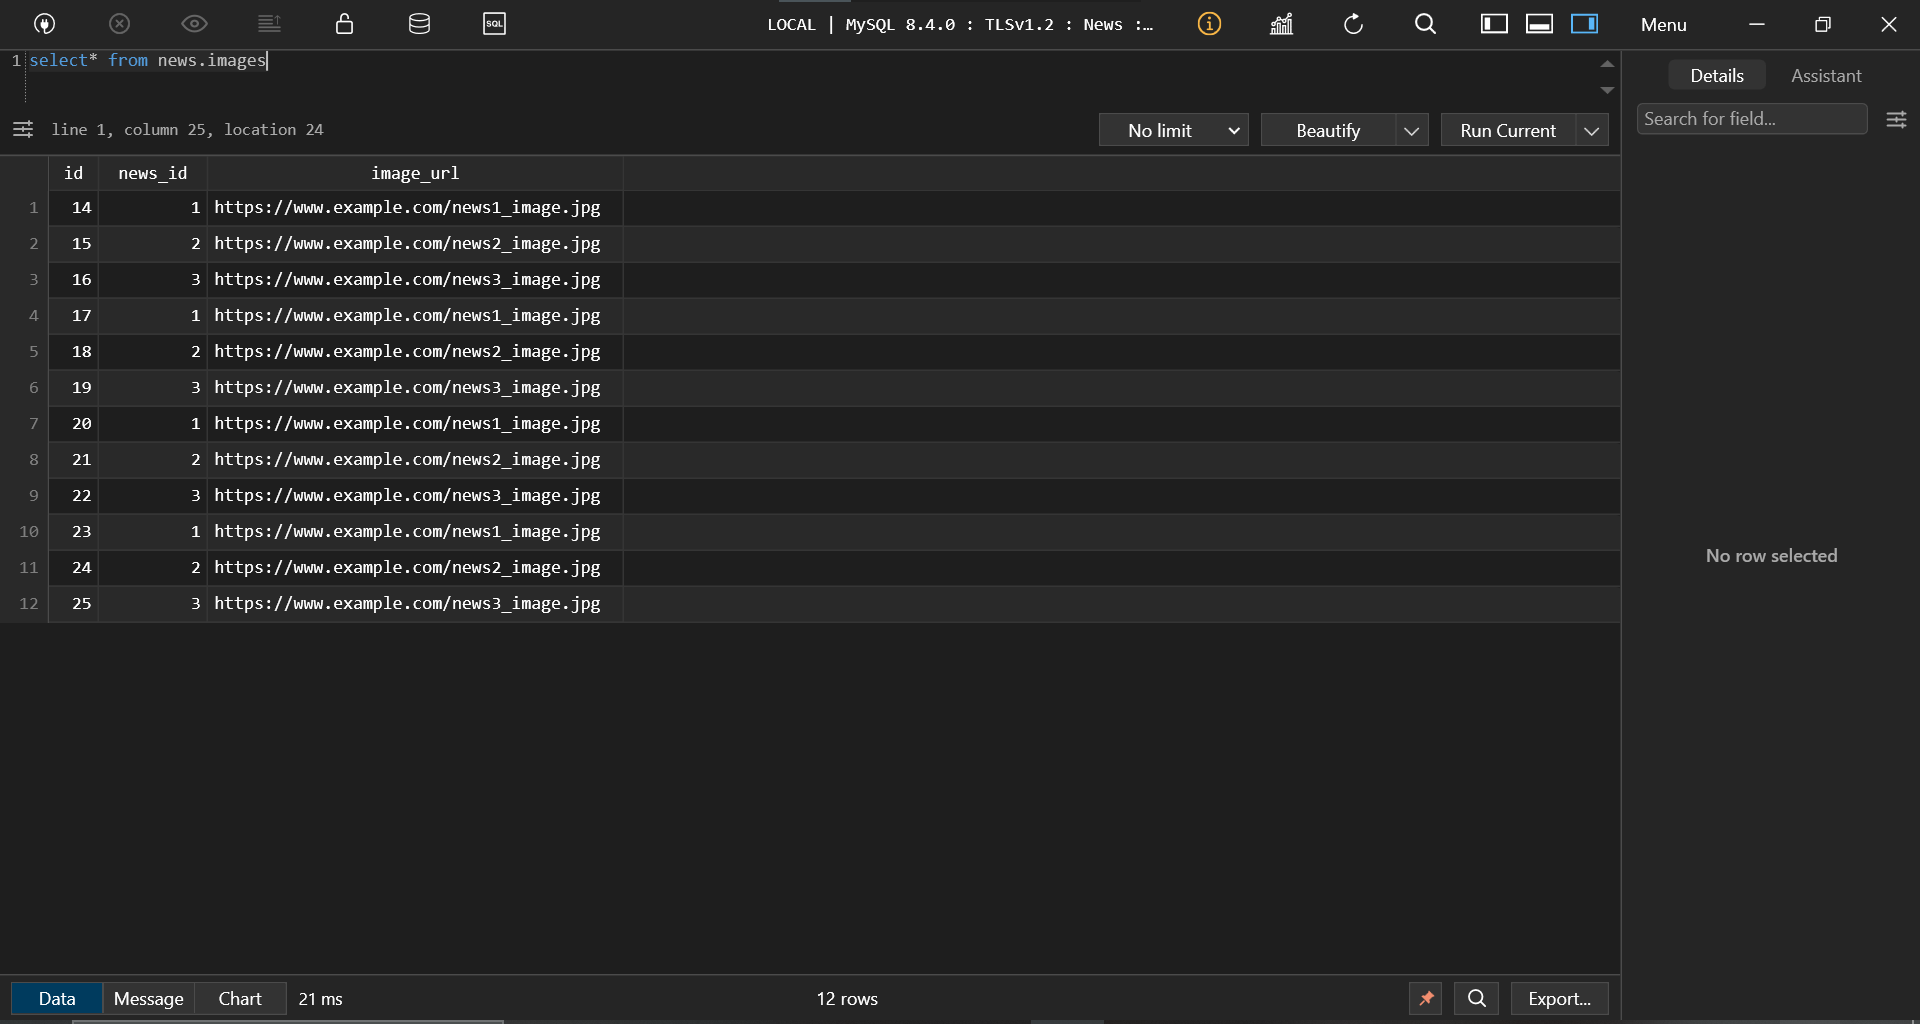 SQL LOCAL | MySQL 8.4.0 : TLSv1.2 : News :... Menu
1 select* from news.images
Details Assistant
Search for field...
line 1, column 25, location 24 No limit Beautify Run Current
id news_id image_url
1 14 1 https://www.example.com/news1_image.jpg
2 15 2 https://www.example.com/news2_image.jpg
3 16 3 https://www.example.com/news3_image.jpg
4 17 1 https://www.example.com/news1_image.jpg
5 18 2 https://www.example.com/news2_image.jpg
6 19 3 https://www.example.com/news3_image.jpg
7 20 1 https://www.example.com/news1_image.jpg
8 21 2 https://www.example.com/news2_image.jpg
9 22 3 https://www.example.com/news3_image.jpg
10 23 1 https://www.example.com/news1_image.jpg
11 24 2 https://www.example.com/news2_image.jpg
12 25 3 https://www.example.com/news3_image.jpg
No row selected
Data Message Chart 21 ms 12 rows Export...